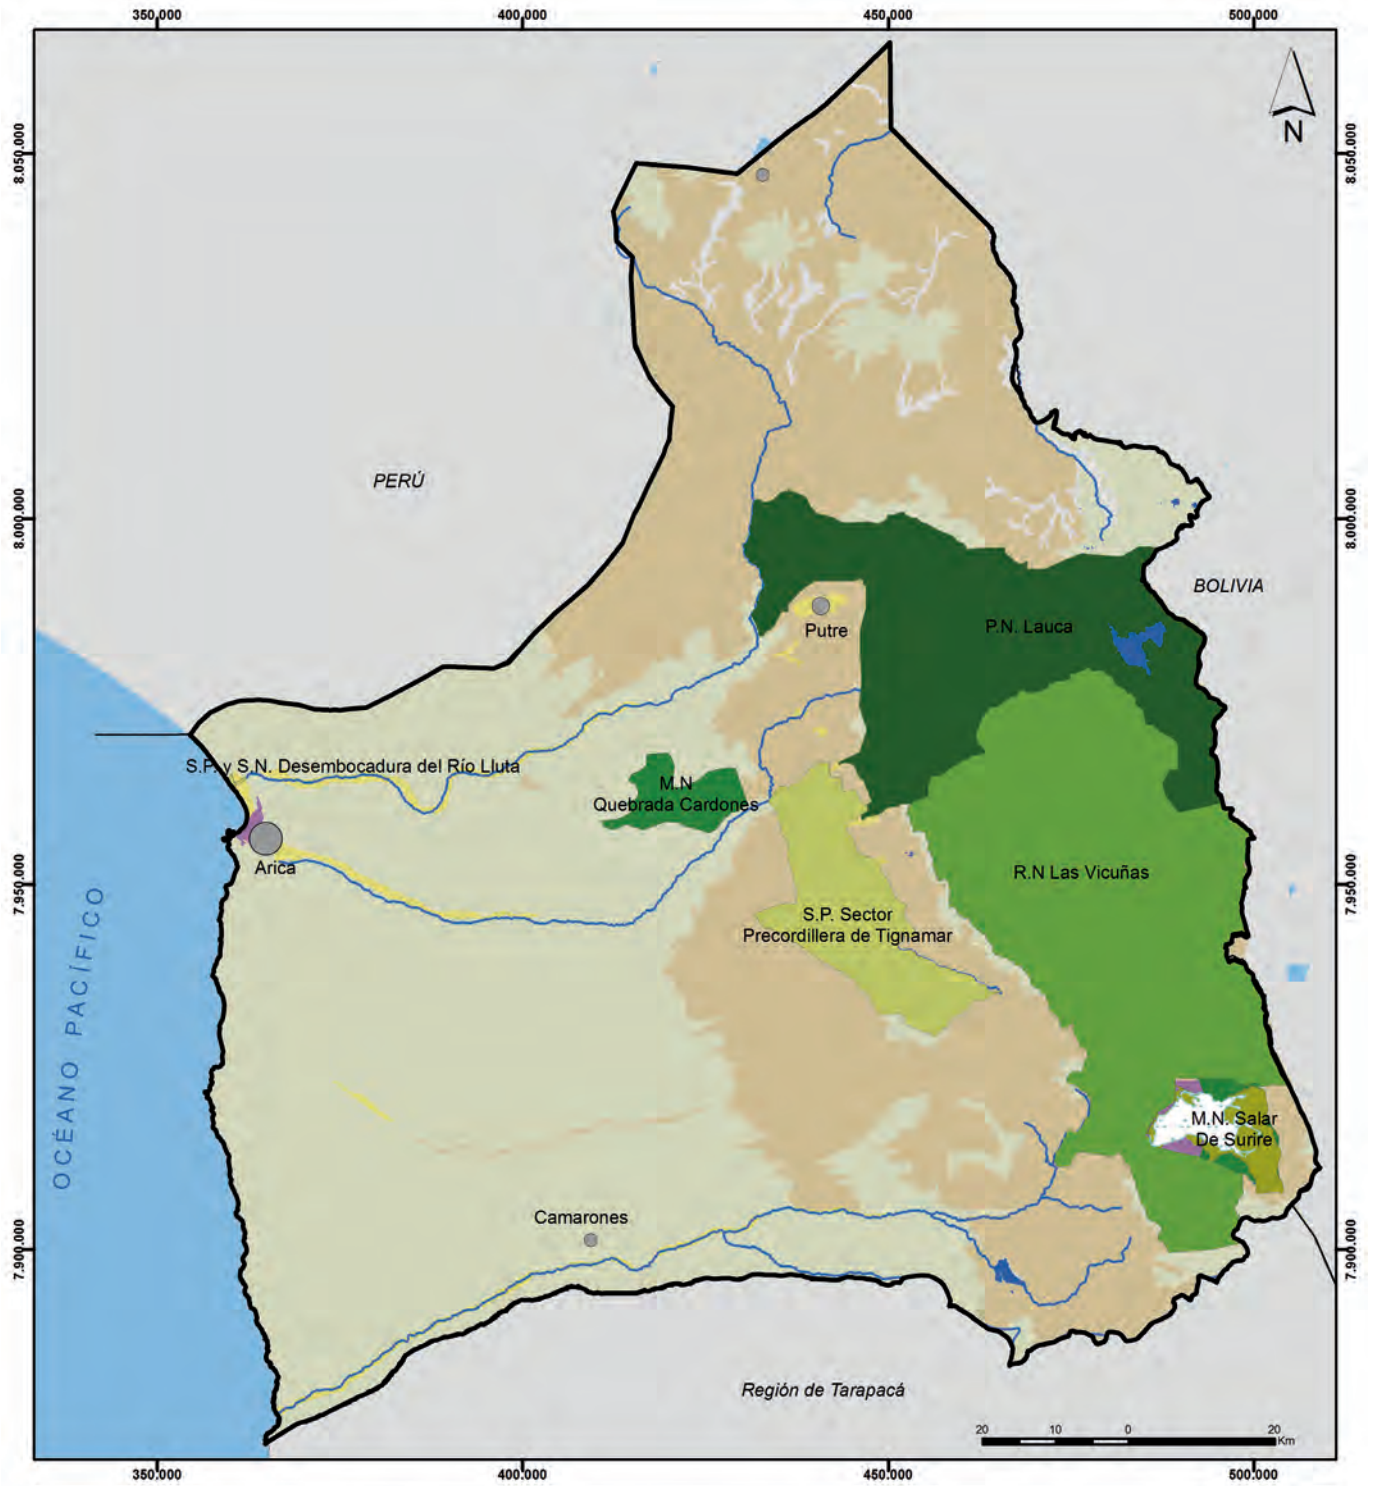 350.000 400.000 450.000 500.000
8.050.000 8.050.000
N
PERÚ
8.000.000 8.000.000
BOLIVIA
Putre
P.N. Lauca
S.P. y S.N. Desembocadura del Río Lluta
M.N
Quebrada Cardones
Arica
R.N Las Vicuñas
7.950.000 7.950.000
S.P. Sector
Precordillera de Tignamar
OCÉANO PACÍFICO
M.N. Salar
De Surire
Camarones
7.900.000 7.900.000
Región de Tarapacá
20 10 0 20
Km
350.000 400.000 450.000 500.000